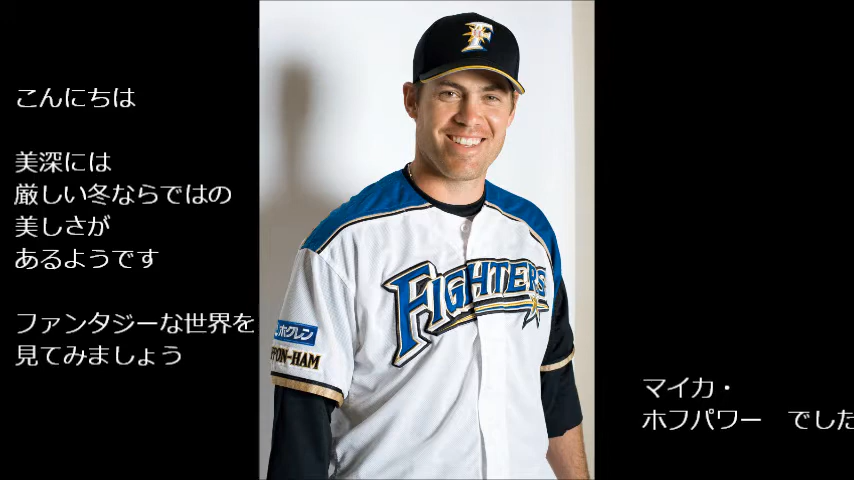 こんにちは
美深には
厳しい冬ならではの
美しさが
あるようです
ファンタジーな世界を
見てみましょう
F
FIGHTERS
ホクレン
PON-HAM
マイカ・
ホフパワー でした